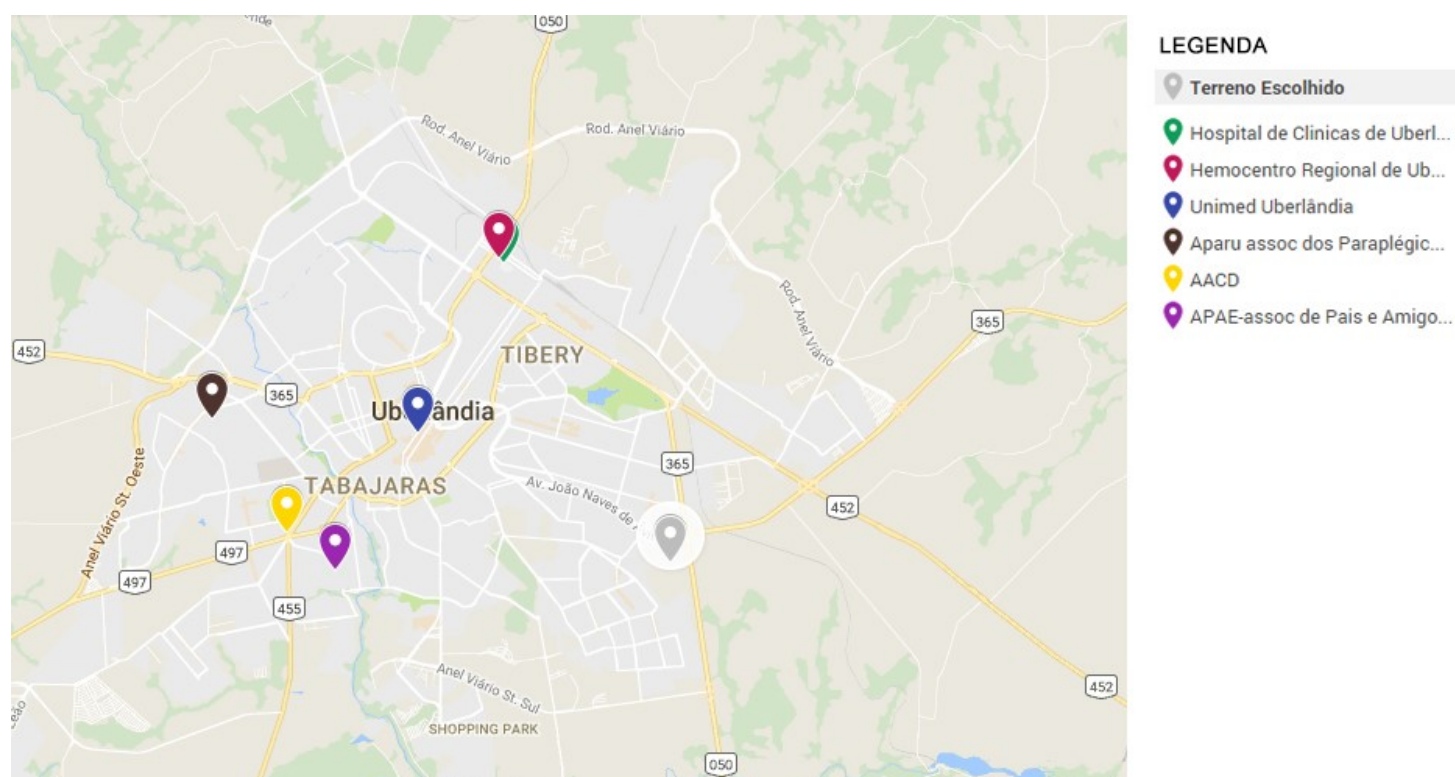 050
Rod. Anel Viário
Rod. Anel Viário
Rod. Anel Viário
365
452
TIBERY
365
Uberlândia
365
TABAJARAS
Av. João Naves de
452
Anel Viário St. Oeste
497
497
455
Anel Viário St. Sul
452
SHOPPING PARK
050
LEGENDA
Terreno Escolhido
Hospital de Clinicas de Uberl...
Hemocentro Regional de Ub...
Unimed Uberlândia
Aparu assoc dos Paraplégic...
AACD
APAE-assoc de Pais e Amigo...